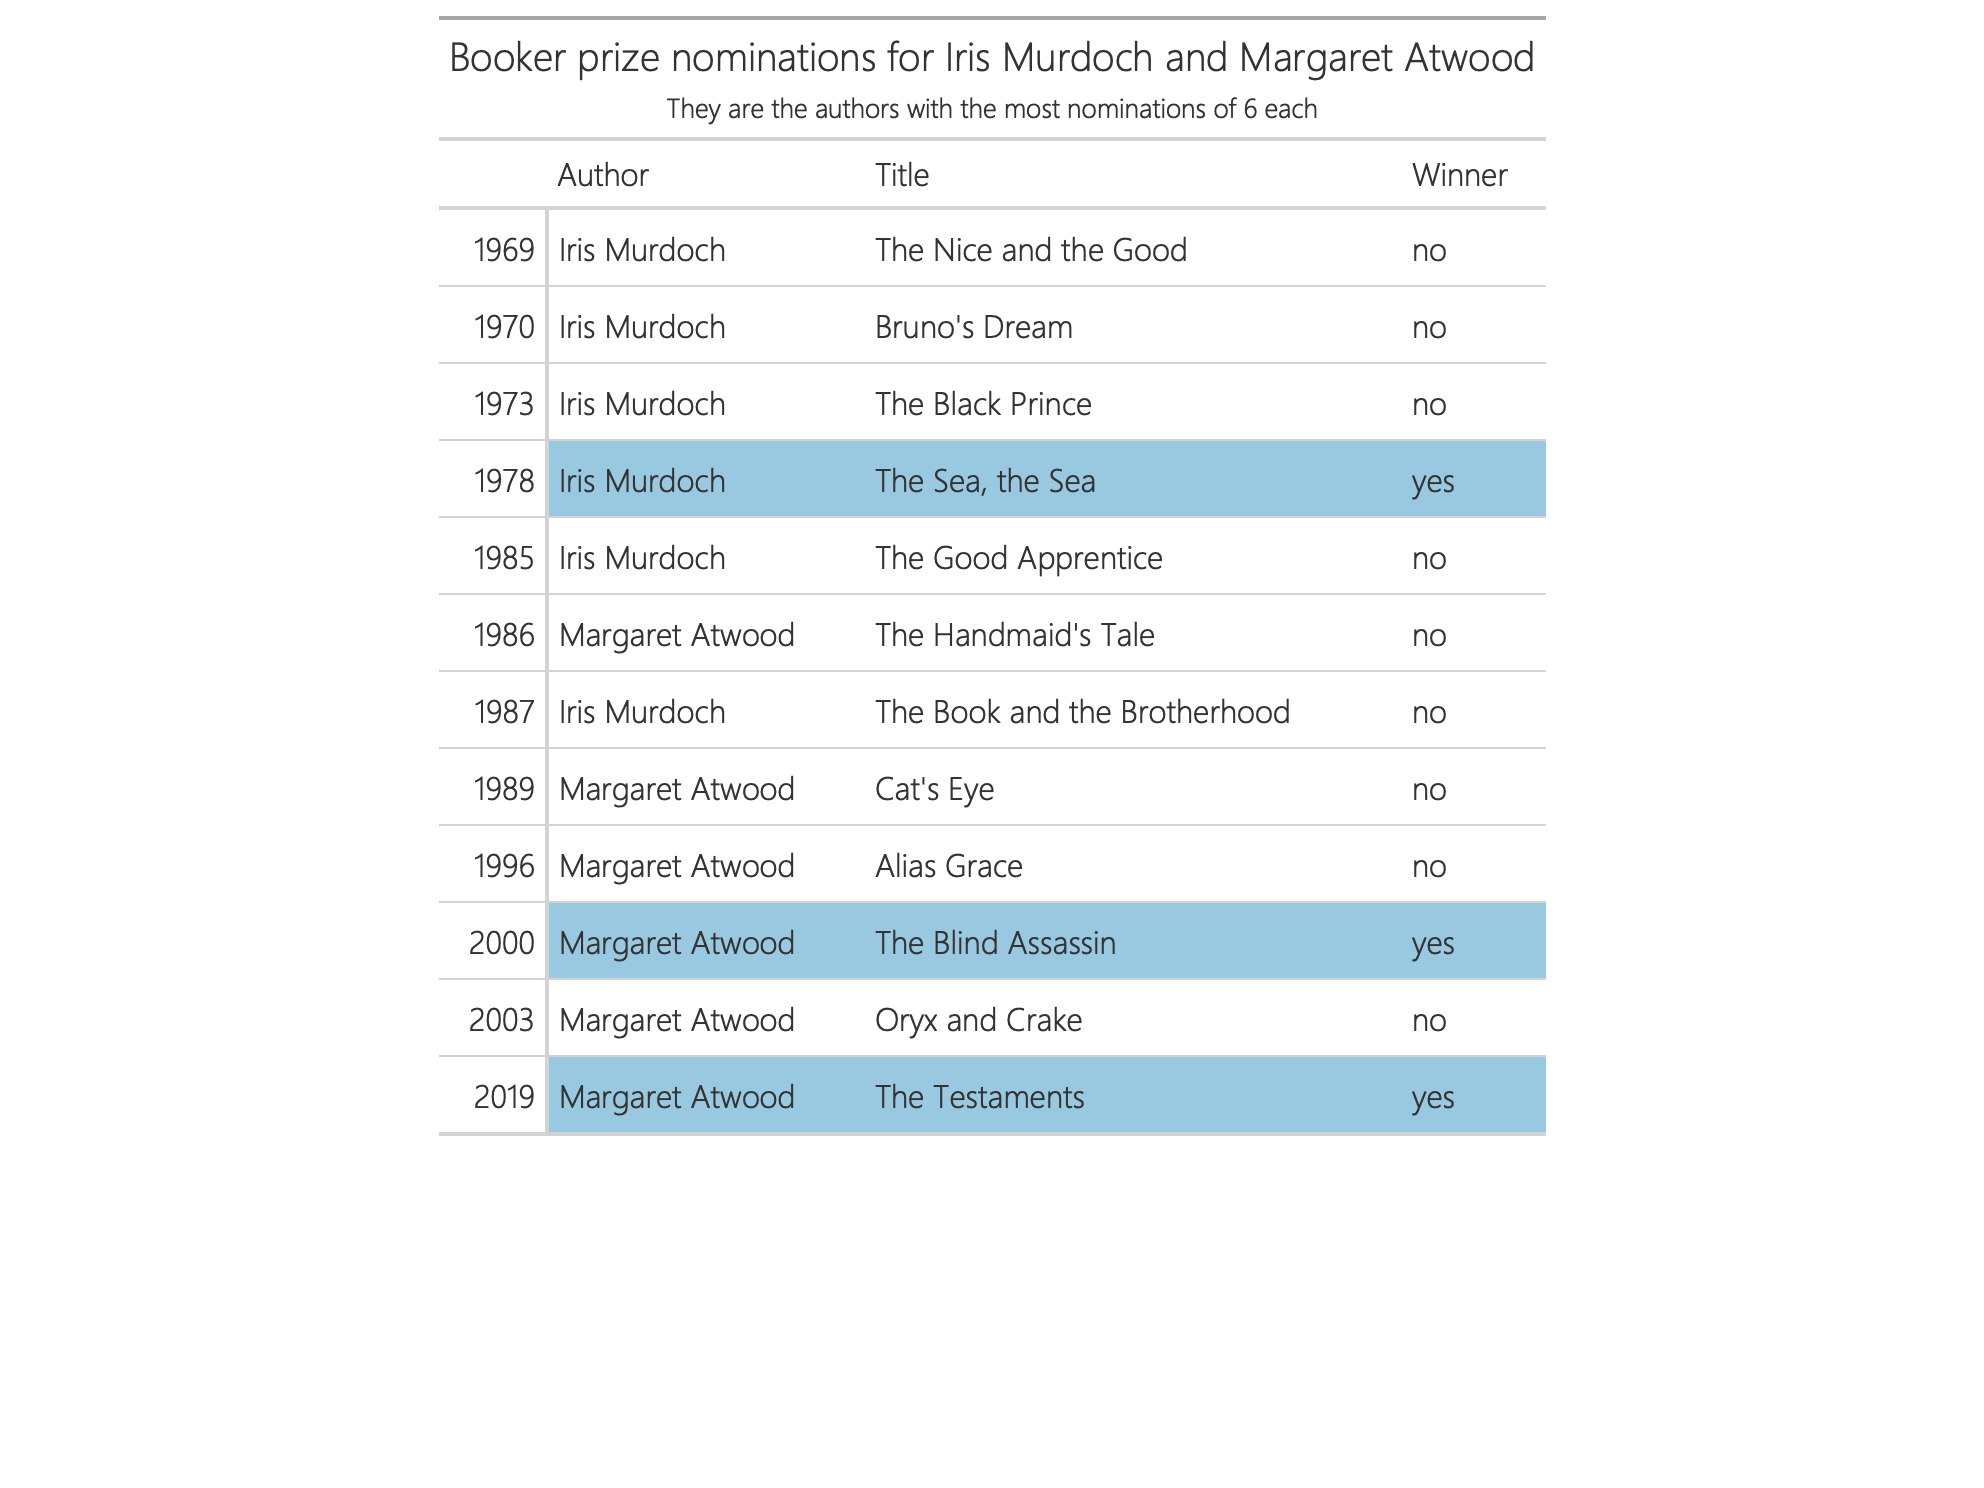 Booker prize nominations for Iris Murdoch and Margaret Atwood
They are the authors with the most nominations of 6 each
Author Title Winner
1969 Iris Murdoch The Nice and the Good no
1970 Iris Murdoch Bruno's Dream no
1973 Iris Murdoch The Black Prince no
1978 Iris Murdoch The Sea, the Sea yes
1985 Iris Murdoch The Good Apprentice no
1986 Margaret Atwood The Handmaid's Tale no
1987 Iris Murdoch The Book and the Brotherhood no
1989 Margaret Atwood Cat's Eye no
1996 Margaret Atwood Alias Grace no
2000 Margaret Atwood The Blind Assassin yes
2003 Margaret Atwood Oryx and Crake no
2019 Margaret Atwood The Testaments yes